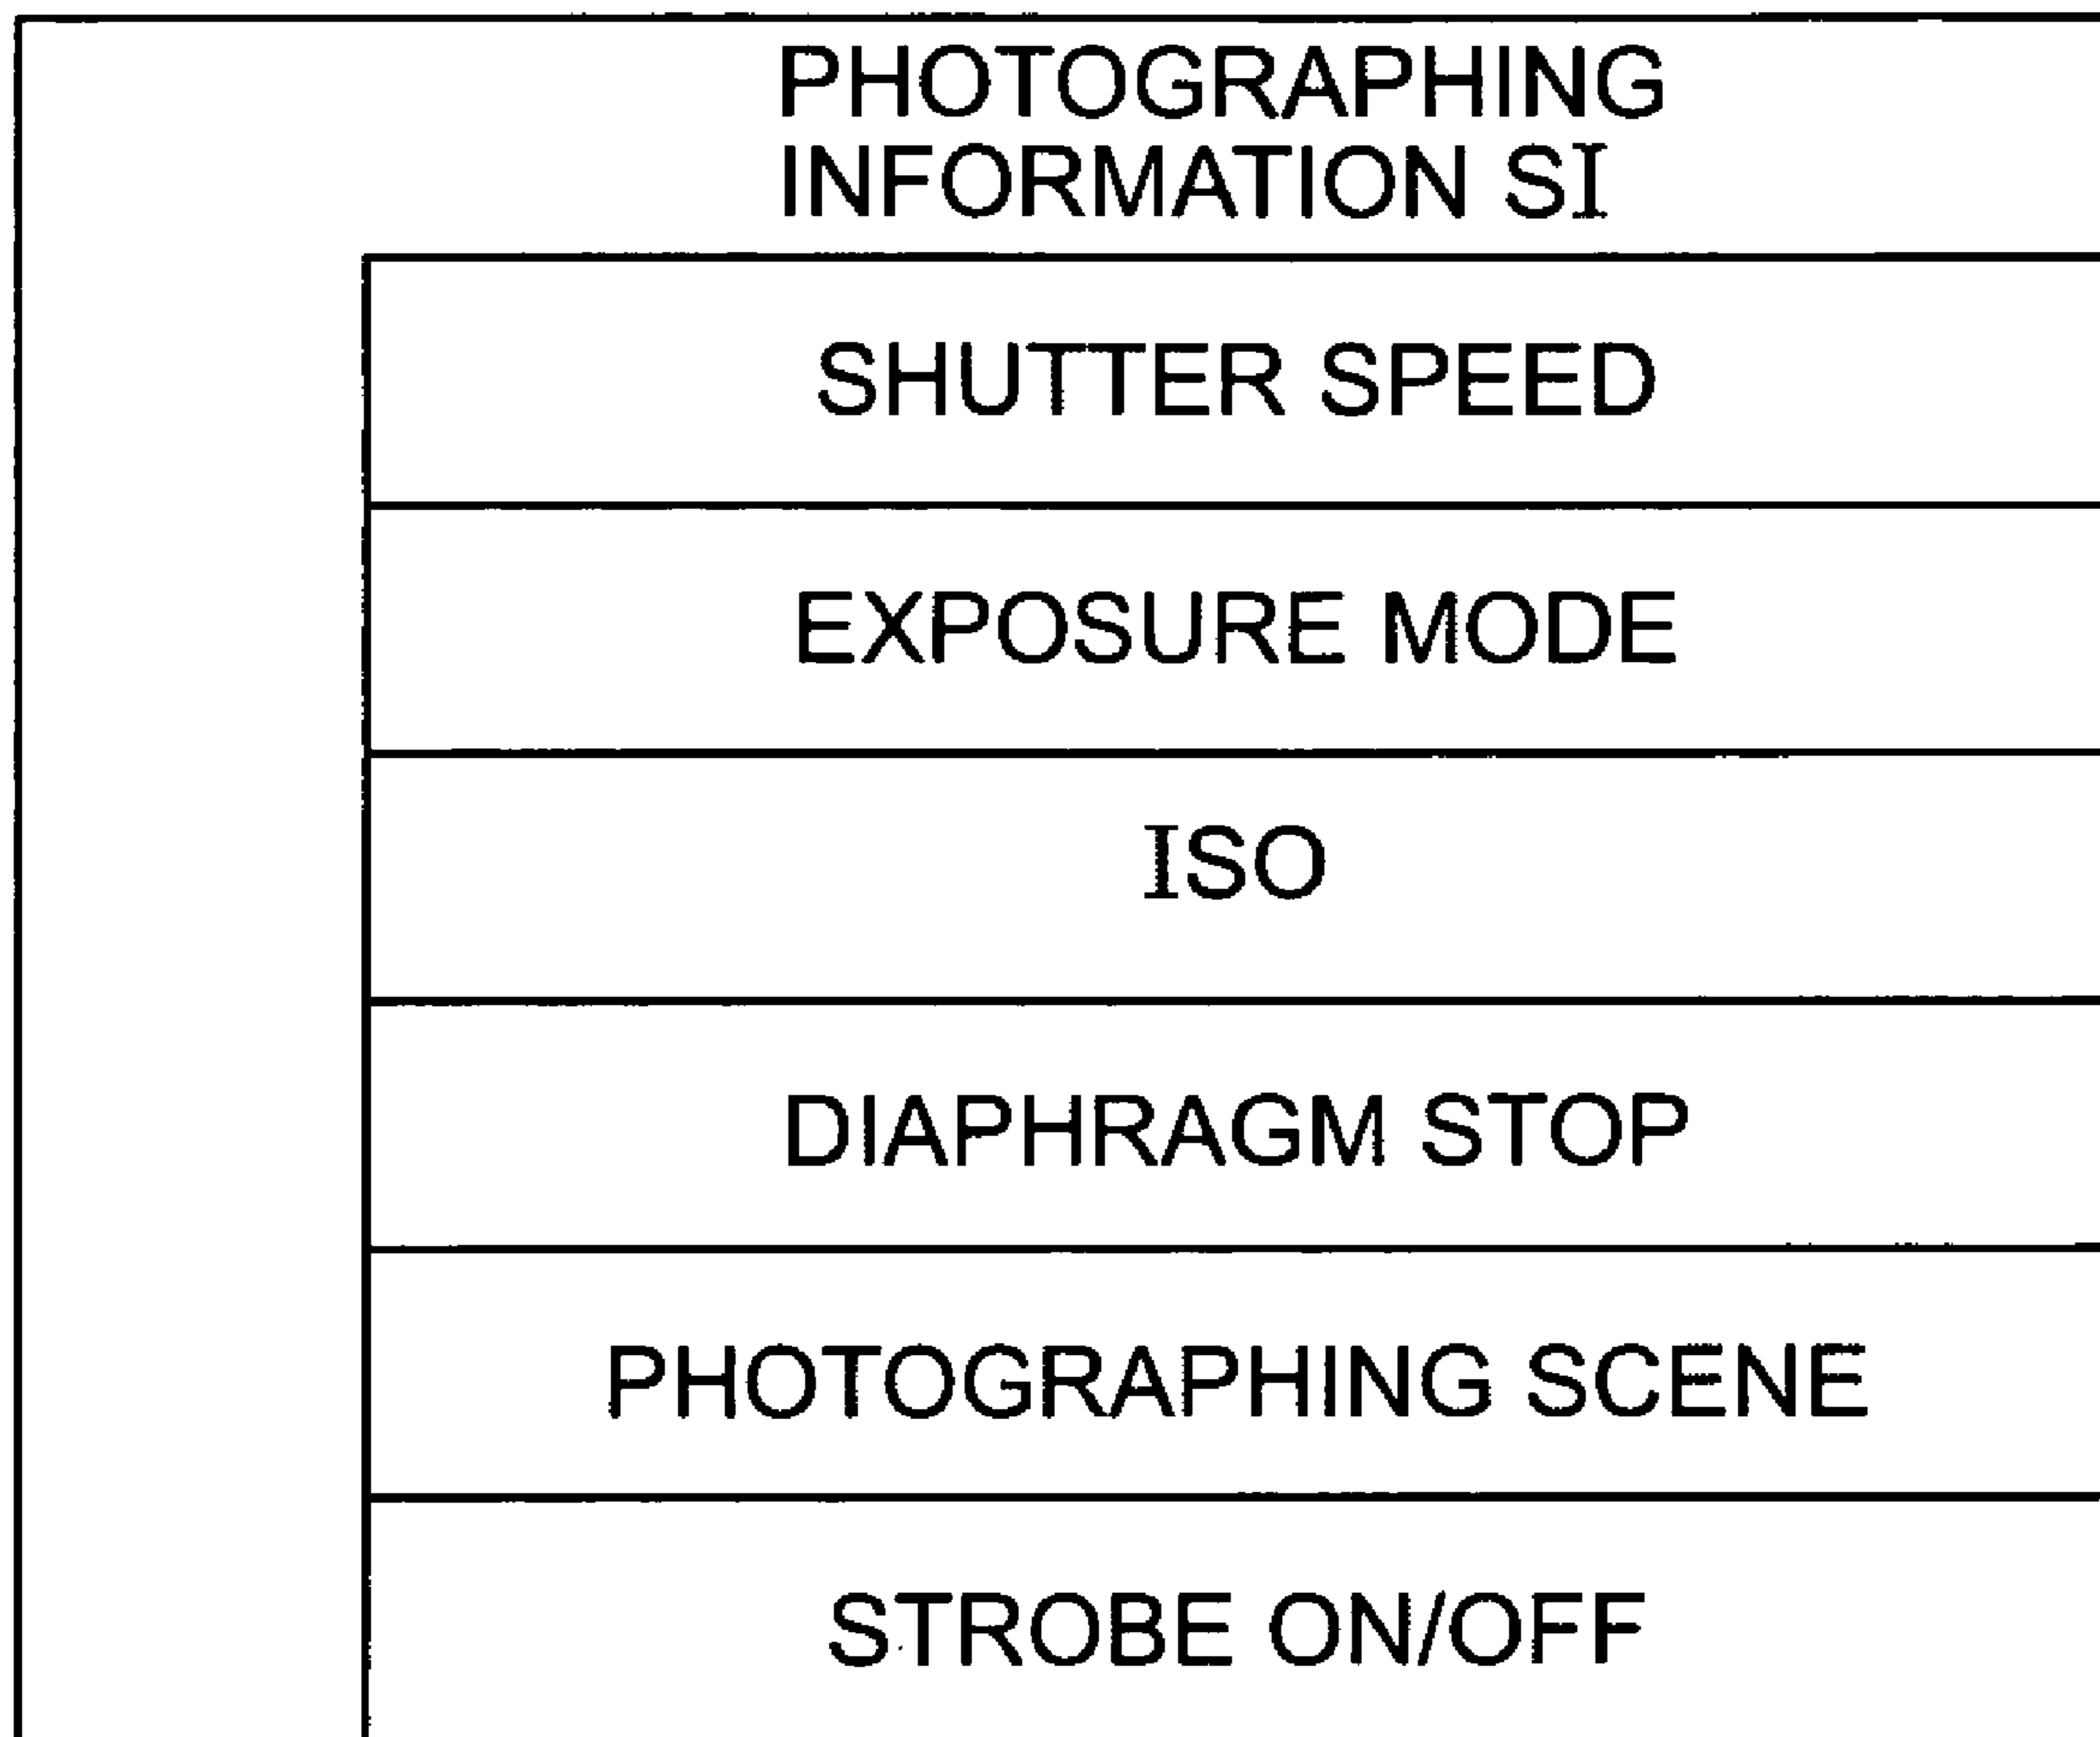 PHOTOGRAPHING
INFORMATION SI
SHUTTER SPEED
EXPOSURE MODE
ISO
DIAPHRAGM STOP
PHOTOGRAPHING SCENE
STROBE ON/OFF